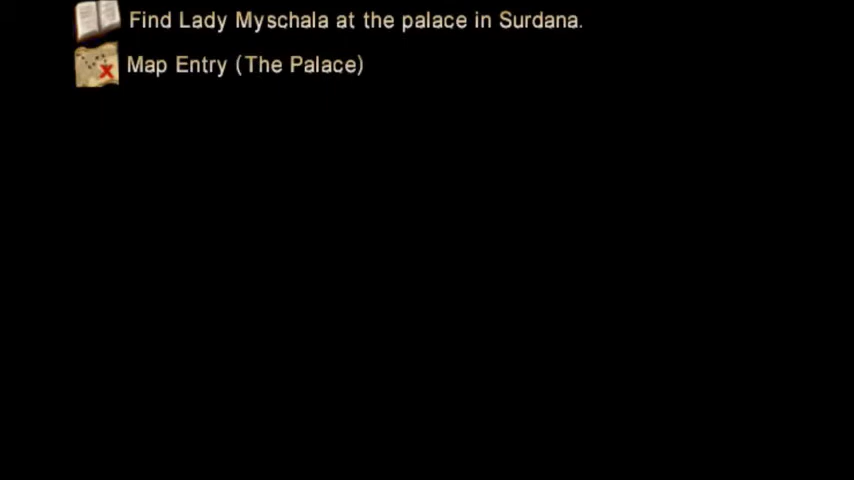 Find Lady Myschala at the palace in Surdana.
Map Entry (The Palace)